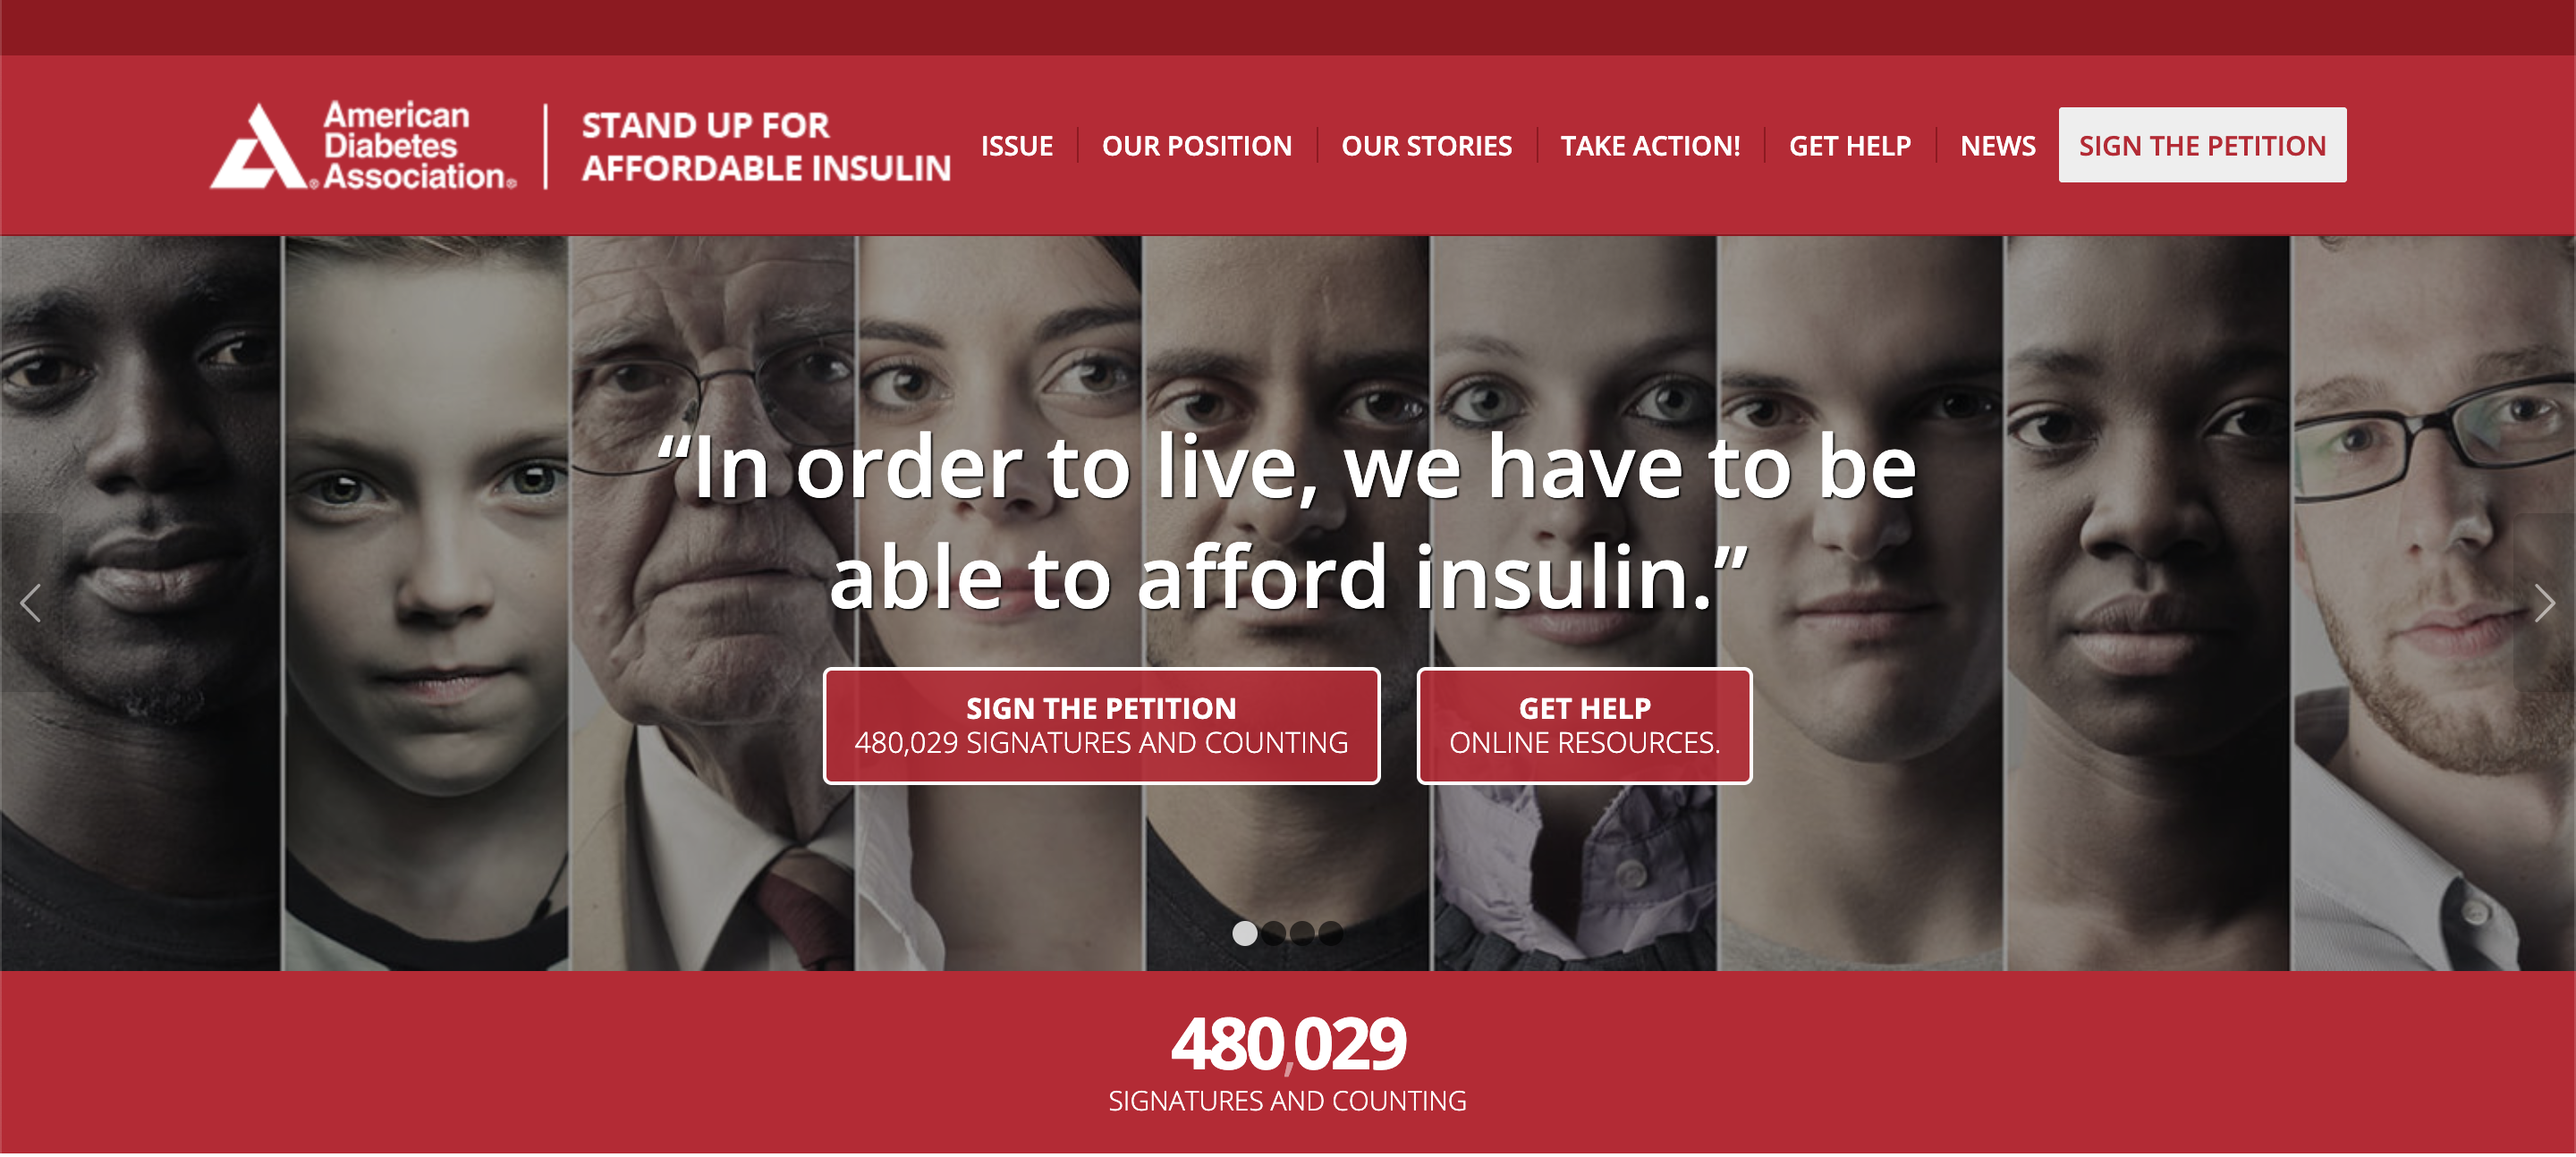 American
Diabetes
Association®
STAND UP FOR
AFFORDABLE INSULIN
ISSUE
OUR POSITION
OUR STORIES
TAKE ACTION!
GET HELP
NEWS
SIGN THE PETITION
“In order to live, we have to be
able to afford insulin.”
SIGN THE PETITION
480,029 SIGNATURES AND COUNTING
GET HELP
ONLINE RESOURCES.
480,029
SIGNATURES AND COUNTING